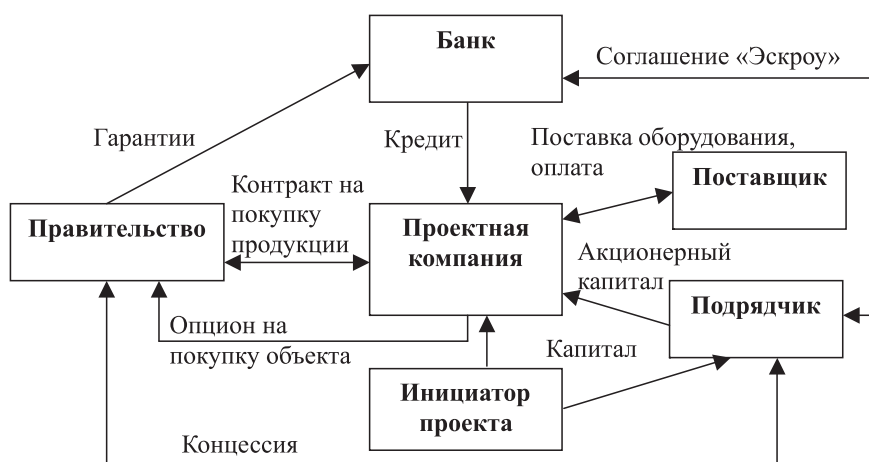 Банк
Соглашение «Эскроу»
Гарантии
Кредит
Поставка оборудования,
оплата
Поставщик
Контракт на
покупку
продукции
Правительство
Проектная
компания
Акционерный
капитал
Подрядчик
Опцион на
покупку объекта
Капитал
Инициатор
проекта
Концессия